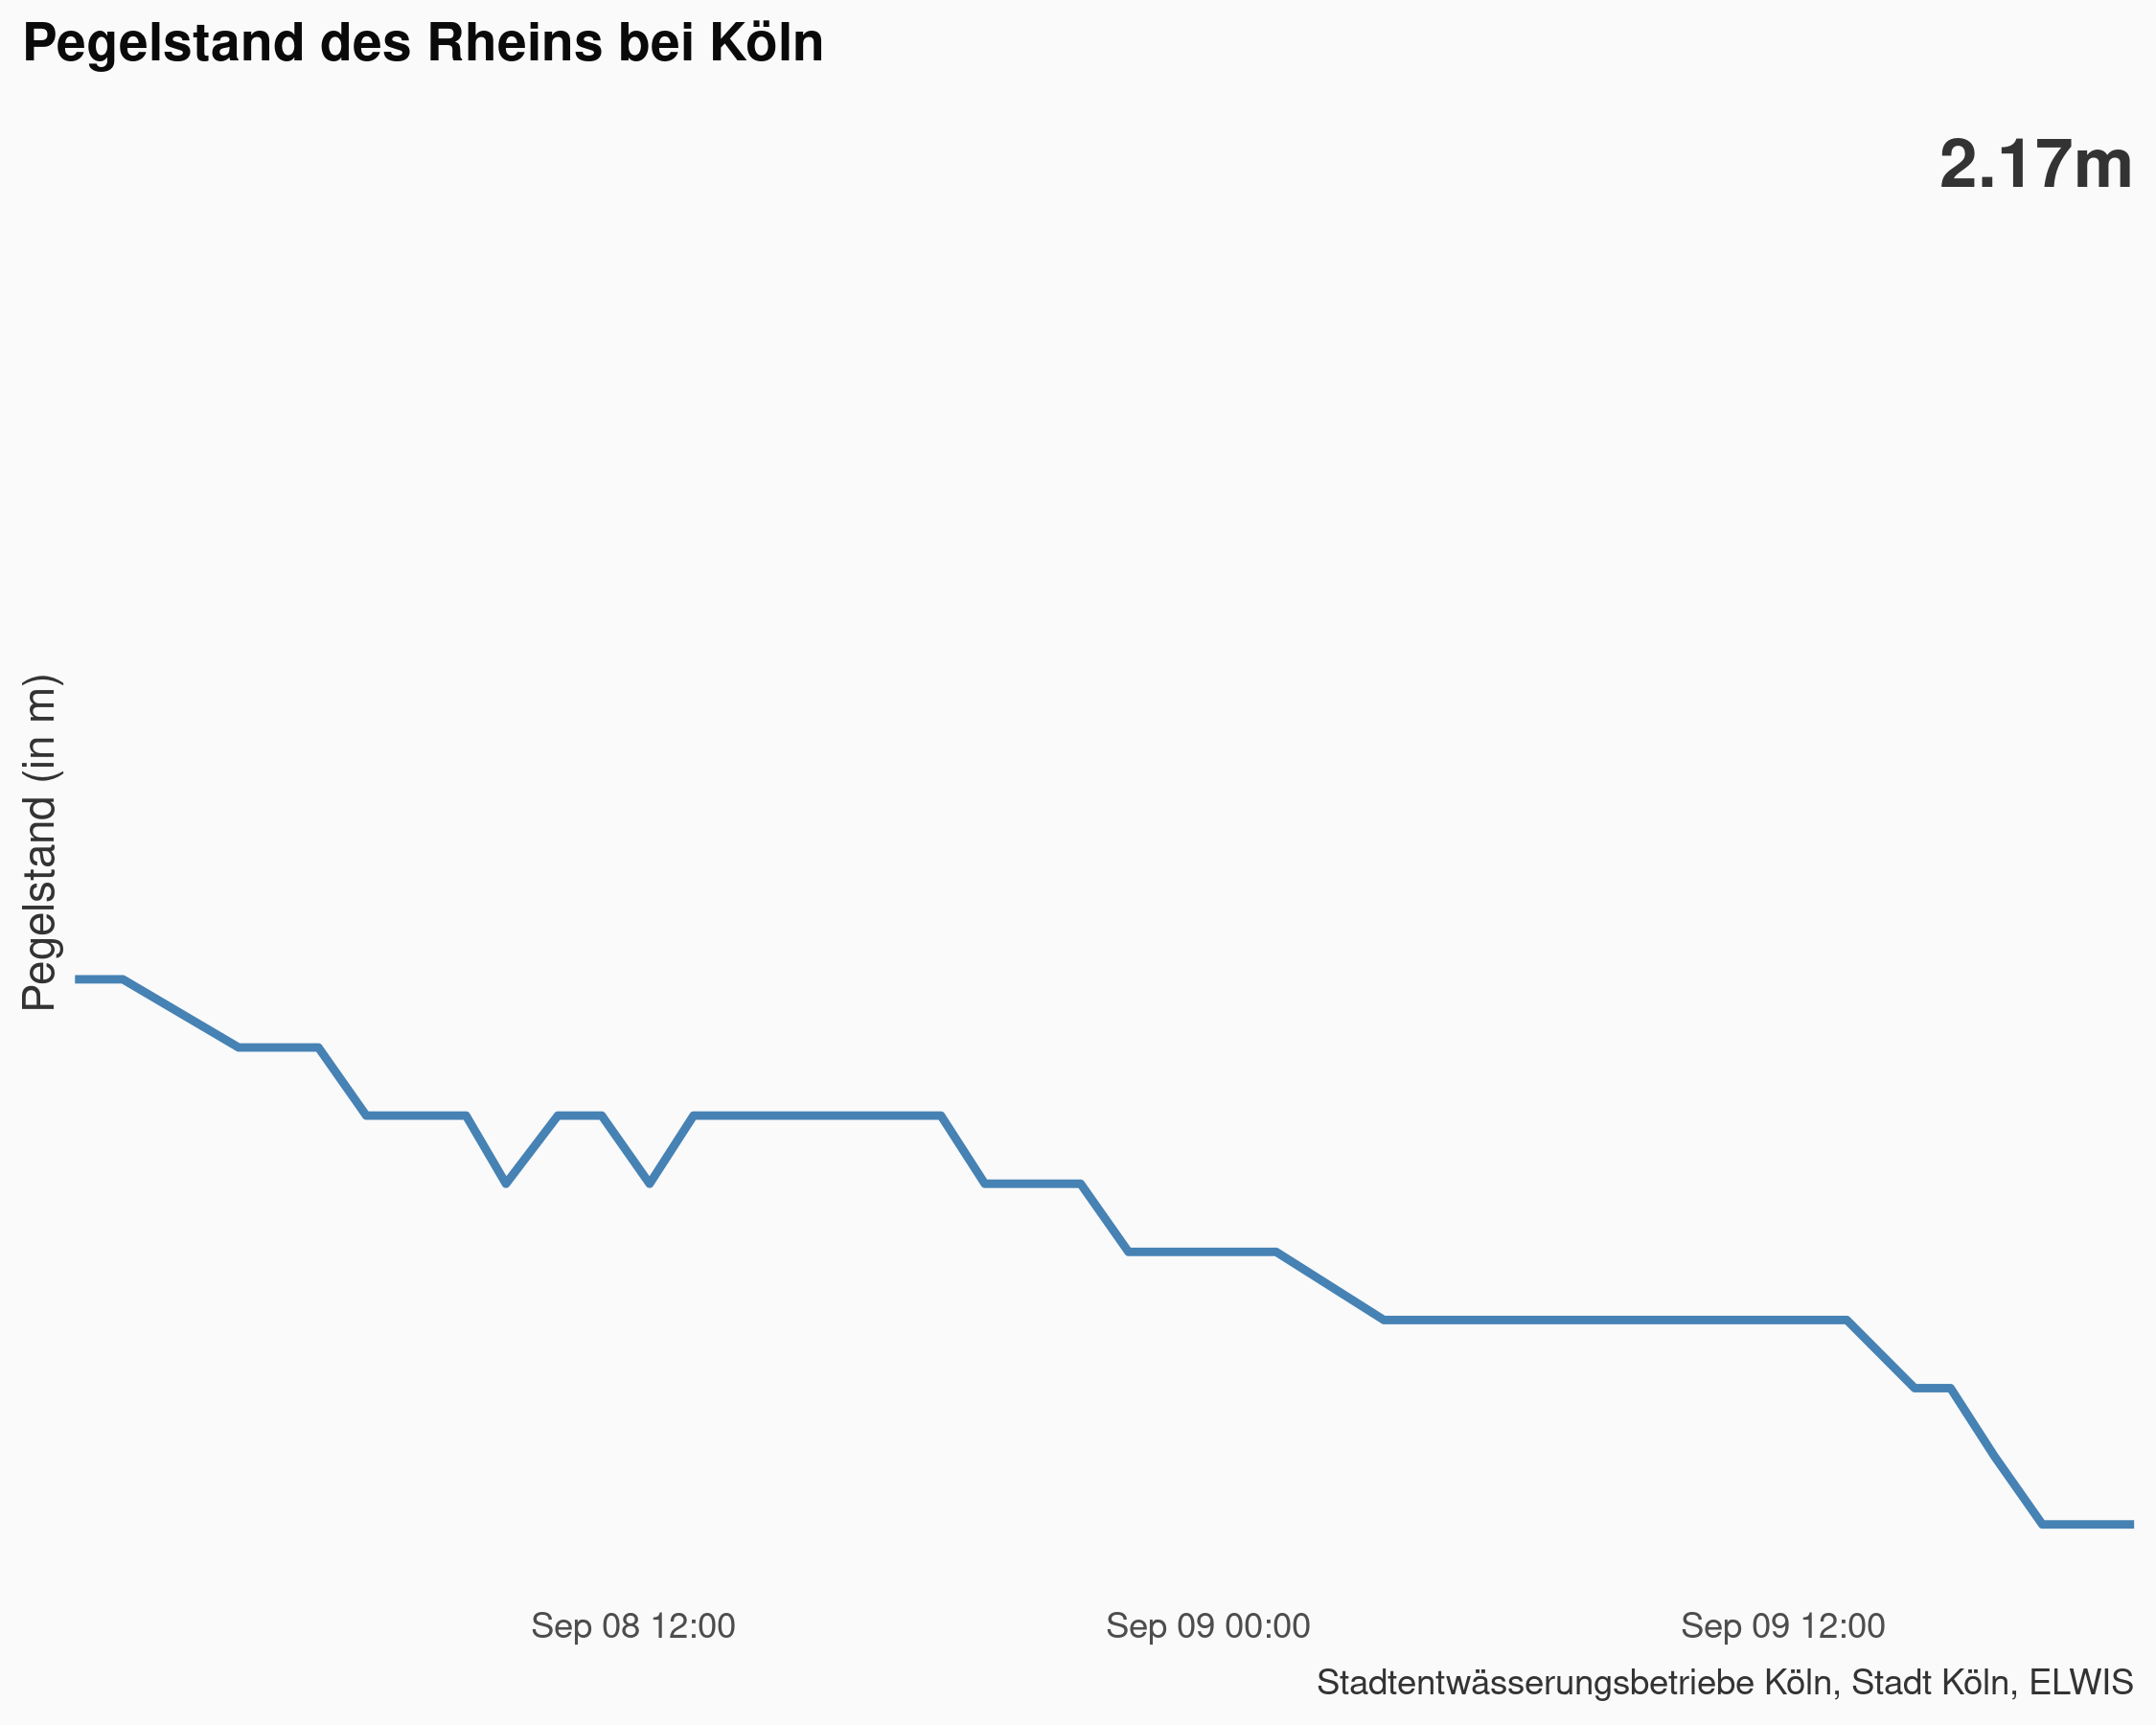 Pegelstand des Rheins bei Köln
2.17m
Pegelstand (in m)
Sep 08 12:00
Sep 09 00:00
Sep 09 12:00
Stadtentwässerungsbetriebe Köln, Stadt Köln, ELWIS